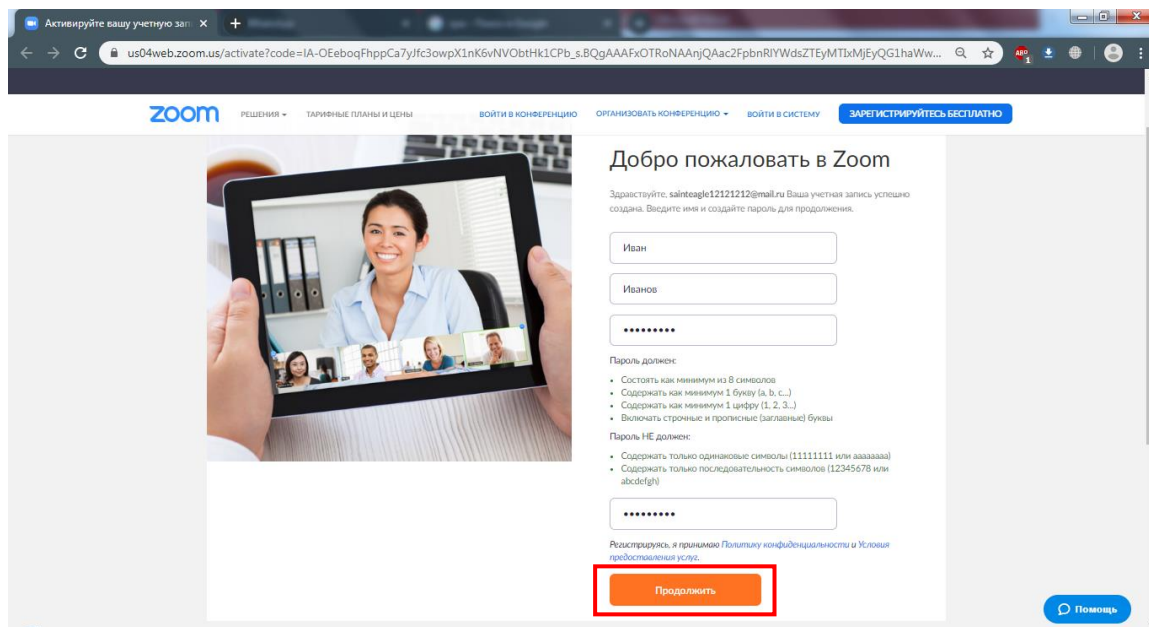 Активируйте вашу учетную зап
us04web.zoom.us/activate?code=IA-OEeboqFhppCa7yJfc3owpX1nK6vNVObtHk1CPb_s.BQgAAAFxOTRoNAAnjQAac2FpbnRlYWdsZTEyMTIxMjEyQG1haWw...
ABP
1
zoom
РЕШЕНИЯ
ТАРИФНЫЕ ПЛАНЫ И ЦЕНЫ
ВОЙТИ В КОНФЕРЕНЦИЮ
ОРГАНИЗОВАТЬ КОНФЕРЕНЦИЮ
ВОЙТИ В СИСТЕМУ
ЗАРЕГИСТРИРУЙТЕСЬ БЕСПЛАТНО
Добро пожаловать в Zoom
Здравствуйте, sainteagle12121212@mail.ru Ваша учетная запись успешно
создана. Введите имя и создайте пароль для продолжения.
Иван
Иванов
•••••••••
Пароль должен:
• Состоять как минимум из 8 символов
• Содержать как минимум 1 букву (a, b, c...)
• Содержать как минимум 1 цифру (1, 2, 3...)
• Включать строчные и прописные (заглавные) буквы
Пароль НЕ должен:
• Содержать только одинаковые символы (11111111 или aaaaaaaa)
• Содержать только последовательность символов (12345678 или
abcdefgh)
•••••••••
Регистрируясь, я принимаю Политику конфиденциальности и Условия
предоставления услуг.
Продолжить
Помощь